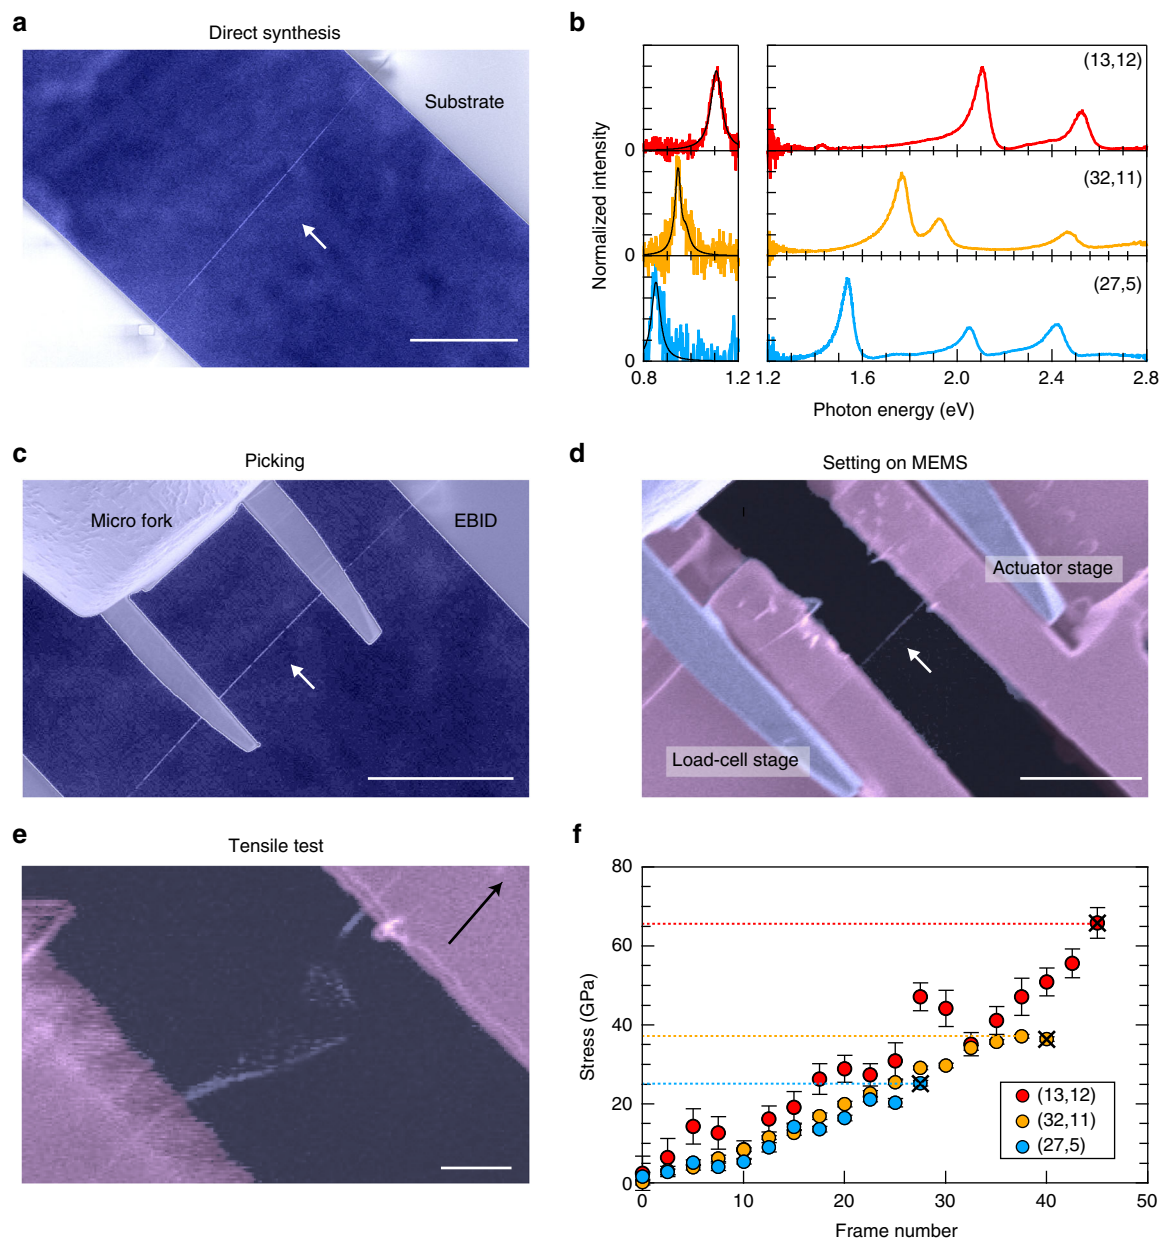 a
Direct synthesis
Substrate
b
Normalized intensity
0
(13,12)
0
(32,11)
0
(27,5)
0.8
1.2
1.2
1.6
2.0
2.4
2.8
Photon energy (eV)
c
Picking
Micro fork
EBID
d
Setting on MEMS
Actuator stage
Load-cell stage
e
Tensile test
f
Stress (GPa)
80
60
40
20
0
(13,12)
(32,11)
(27,5)
0
10
20
30
40
50
Frame number